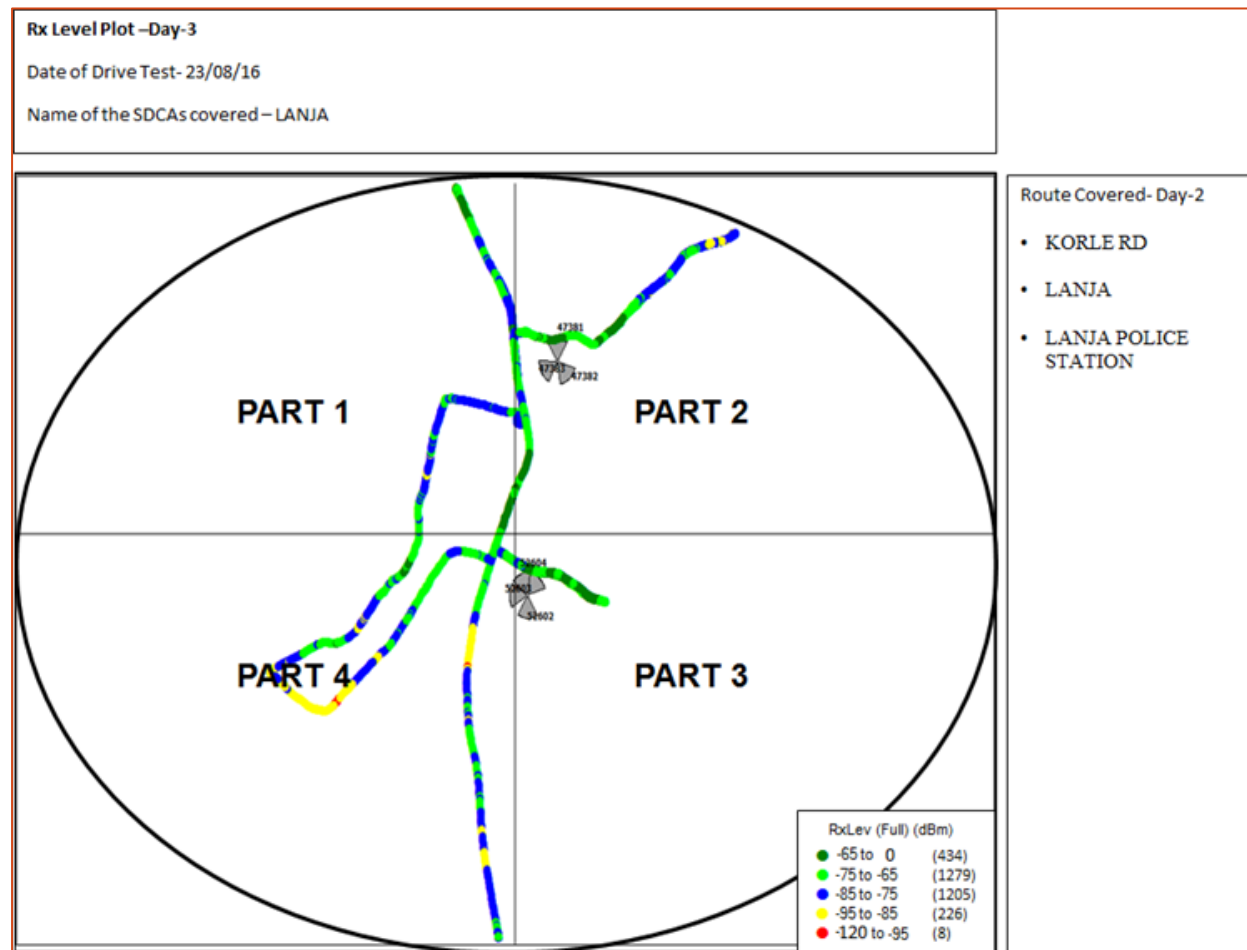 Rx Level Plot –Day-3
Date of Drive Test- 23/08/16
Name of the SDCAs covered – LANJA
Route Covered- Day-2
• KORLE RD
• LANJA
• LANJA POLICE
STATION
47381
47382
PART 1
PART 2
52602
PART 4
PART 3
RxLev (Full) (dBm)
-65 to 0 (434)
-75 to -65 (1279)
-85 to -75 (1205)
-95 to -85 (226)
-120 to -95 (8)